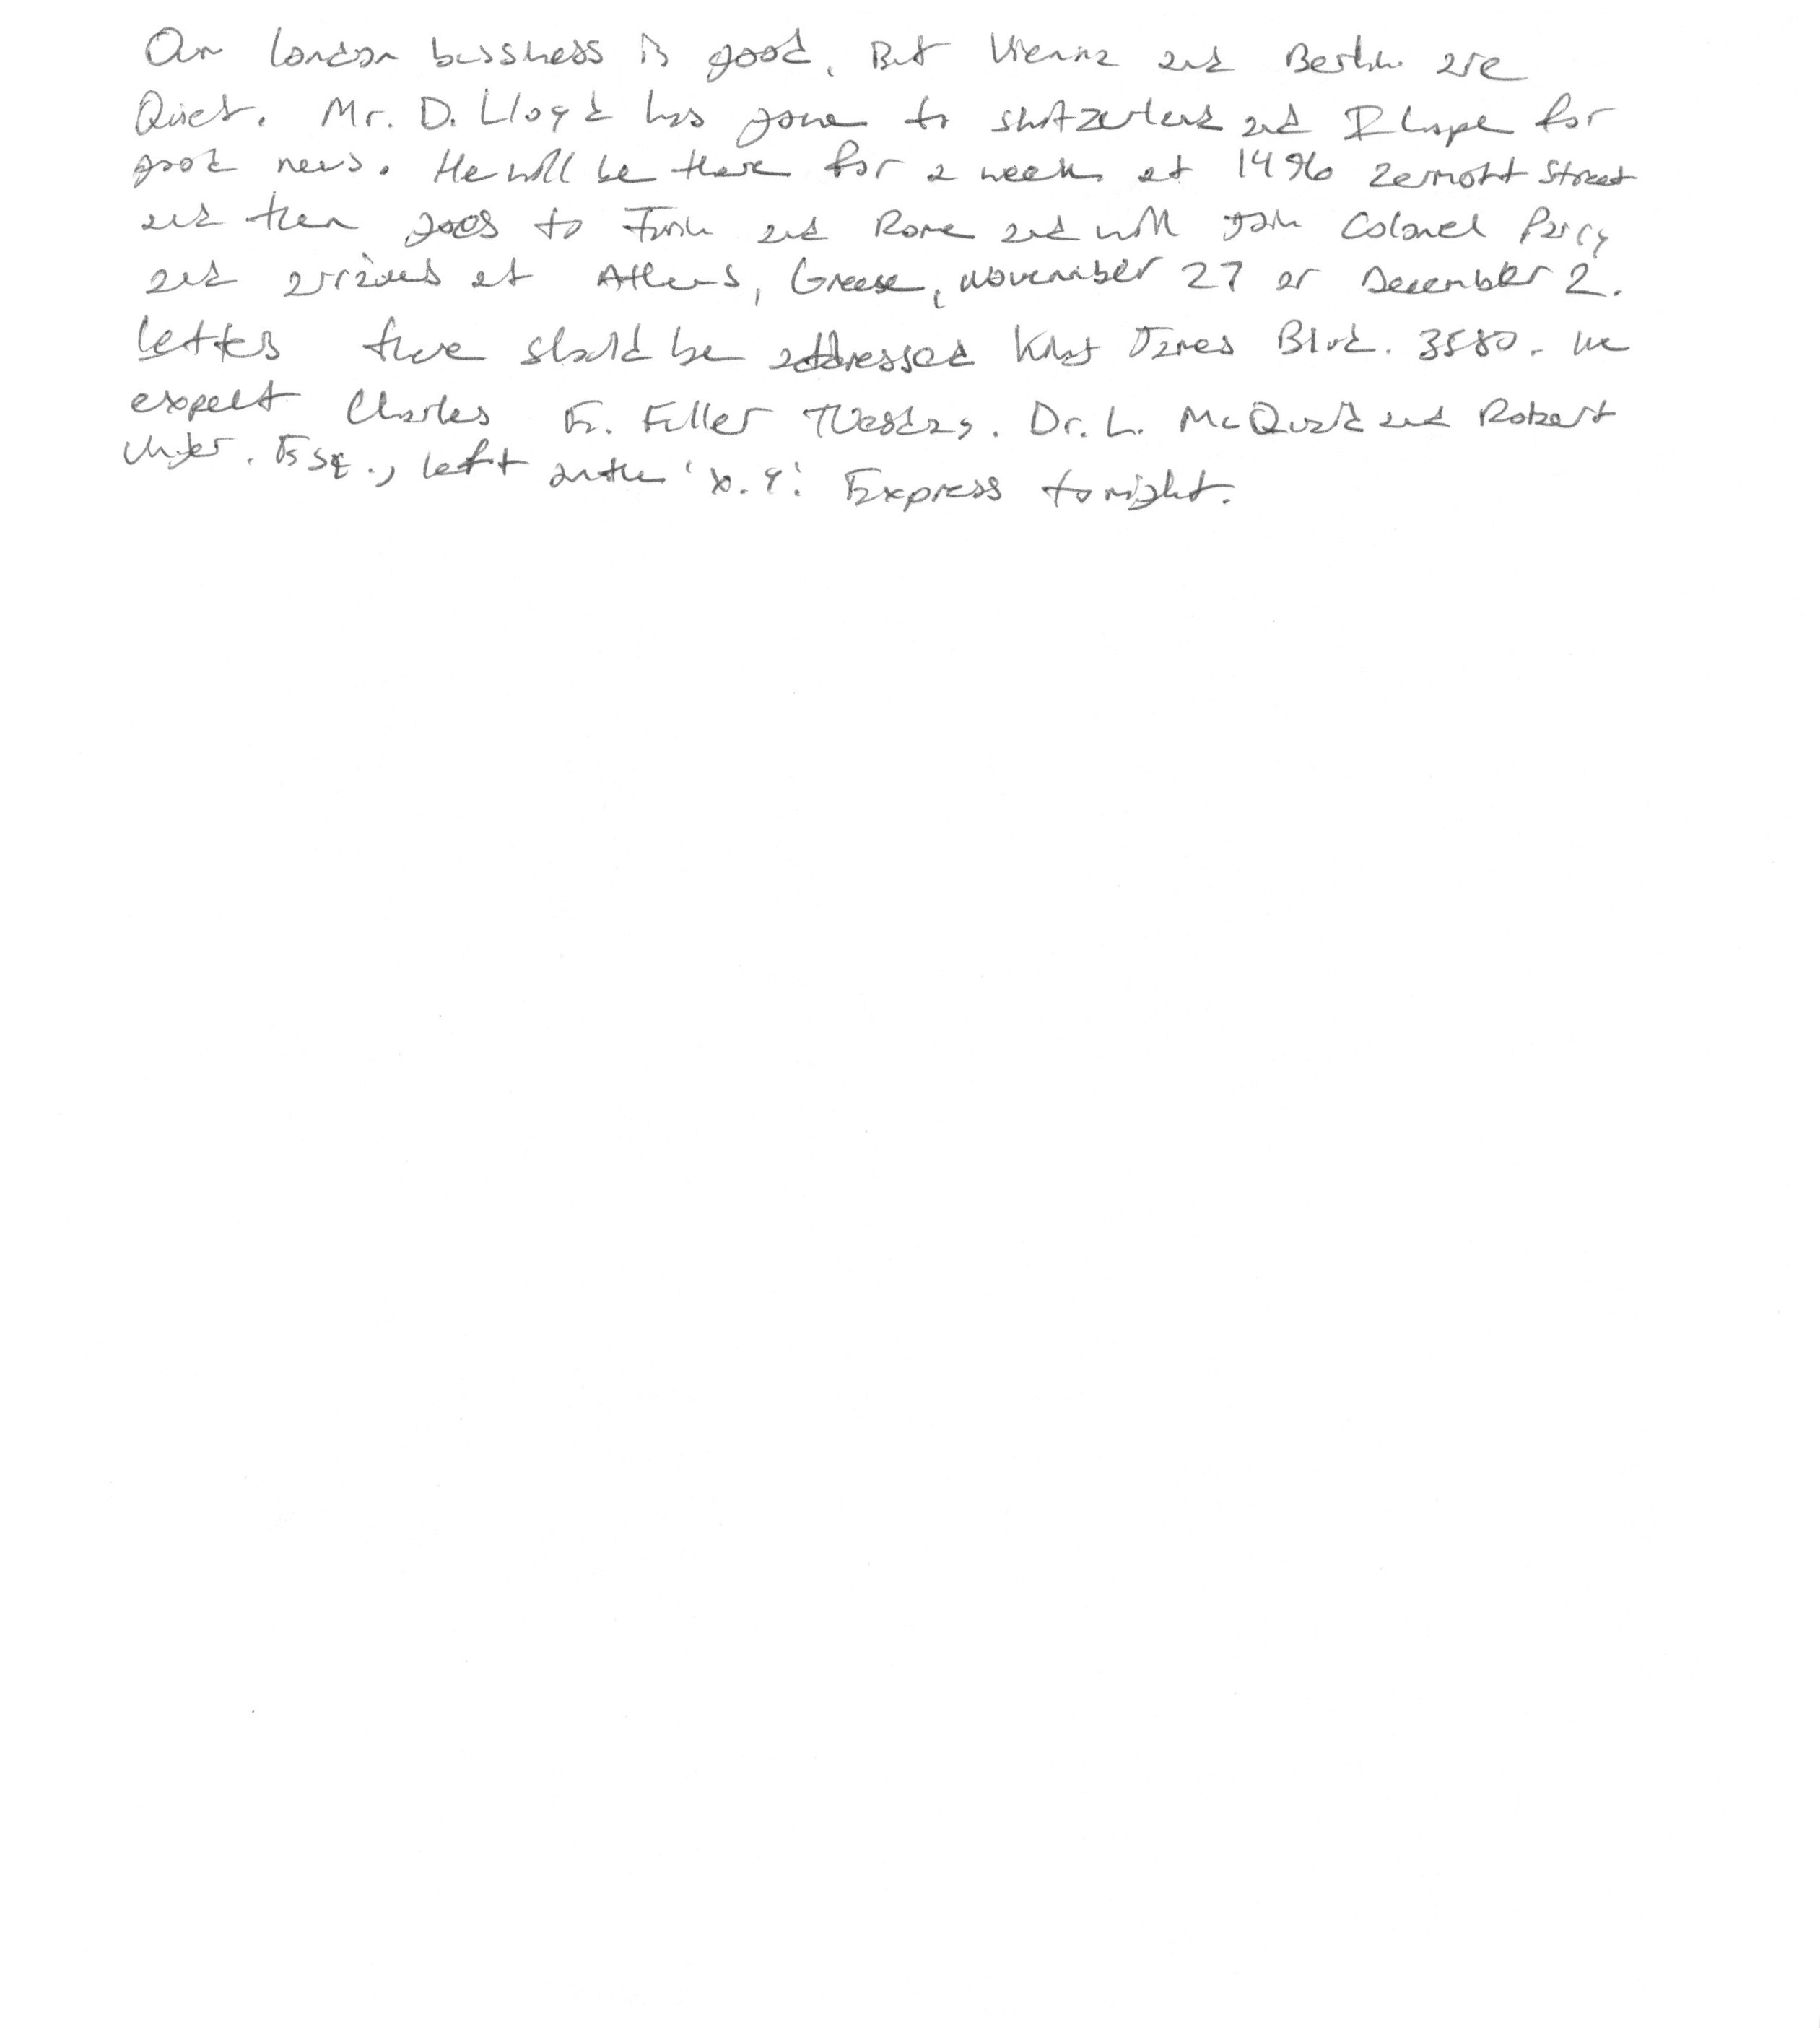 Our London bussness is good, But Vienna and Berlin are
Quiet. Mr. D. Lloyd has gone to switzerland and I hope for
good news. He will be there for a week at 1496 Zermott Street
and then goes to Turin and Rome and will join Colonel Parcy
and arrives at Athens, Greese, november 27 or December 2.
Letters there should be addressed King James Blvd. 3580. We
expect Charles E. Fuller Tuesday. Dr. L. McQuaid and Robert
Unger. Esq., left on the 'X.Y.' Express tonight.